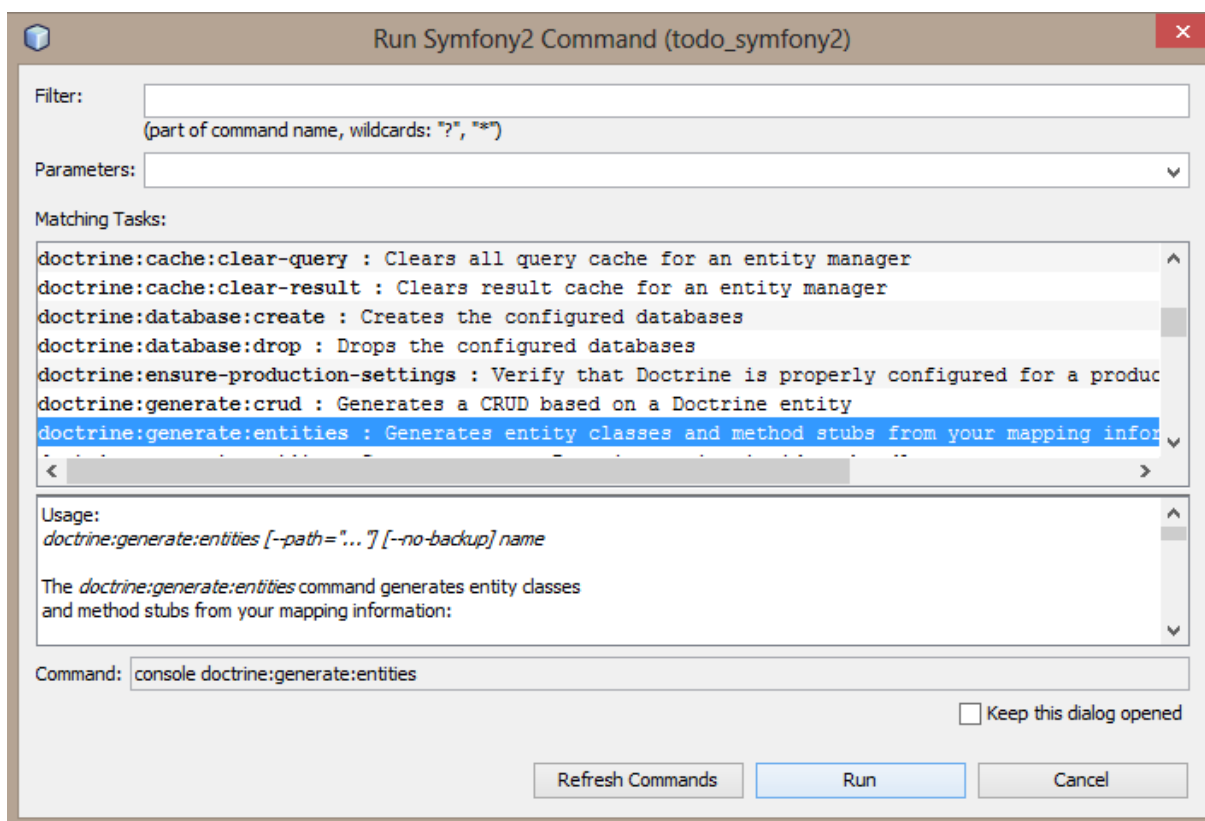 Run Symfony2 Command (todo_symfony2)
Filter:
(part of command name, wildcards: "?", "*")
Parameters:
Matching Tasks:
doctrine:cache:clear-query : Clears all query cache for an entity manager
doctrine:cache:clear-result : Clears result cache for an entity manager
doctrine:database:create : Creates the configured databases
doctrine:database:drop : Drops the configured databases
doctrine:ensure-production-settings : Verify that Doctrine is properly configured for a produc
doctrine:generate:crud : Generates a CRUD based on a Doctrine entity
doctrine:generate:entities : Generates entity classes and method stubs from your mapping infor
Usage:
doctrine:generate:entities [--path="..."] [--no-backup] name
The doctrine:generate:entities command generates entity classes
and method stubs from your mapping information:
Command: console doctrine:generate:entities
Keep this dialog opened
Refresh Commands Run Cancel